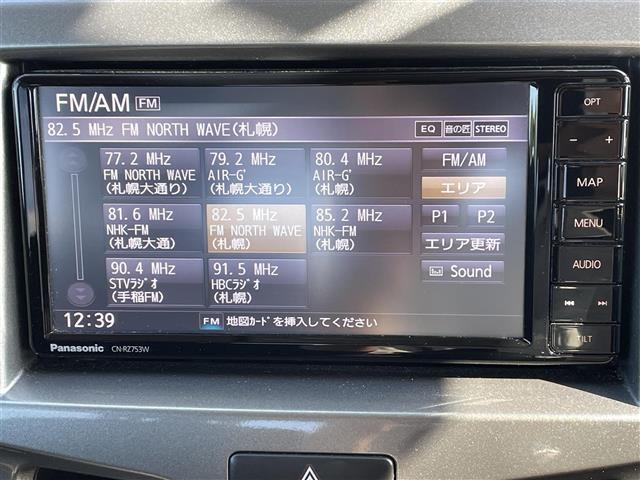 FM/AM FM
82.5 MHz FM NORTH WAVE(札幌) EQ 音の匠 STEREO
77.2 MHz
FM NORTH WAVE
(札幌大通り)
79.2 MHz
AIR-G'
(札幌大通り)
80.4 MHz
AIR-G'
(札幌)
81.6 MHz
NHK-FM
(札幌大通)
82.5 MHz
FM NORTH WAVE
(札幌)
85.2 MHz
NHK-FM
(札幌)
90.4 MHz
STVラジオ
(手稲FM)
91.5 MHz
HBCラジオ
(札幌)
FM/AM
エリア
P1 P2
エリア更新
Sound
12:39 FM 地図カードを挿入してください
Panasonic CN-RZ753W
OPT
- +
MAP
MENU
AUDIO
TILT